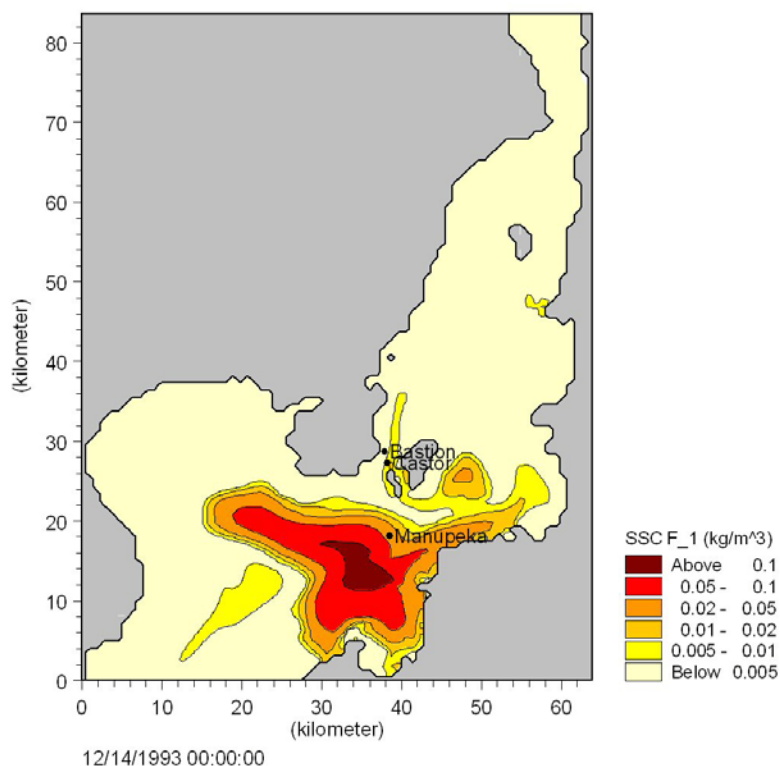 80
70
60
50
40
30
20
10
0
(kilometer)
Bastion
Castor
Manupeka
0 10 20 30 40 50 60
(kilometer)
12/14/1993 00:00:00
SSC F_1 (kg/m^3)
Above 0.1
0.05 - 0.1
0.02 - 0.05
0.01 - 0.02
0.005 - 0.01
Below 0.005